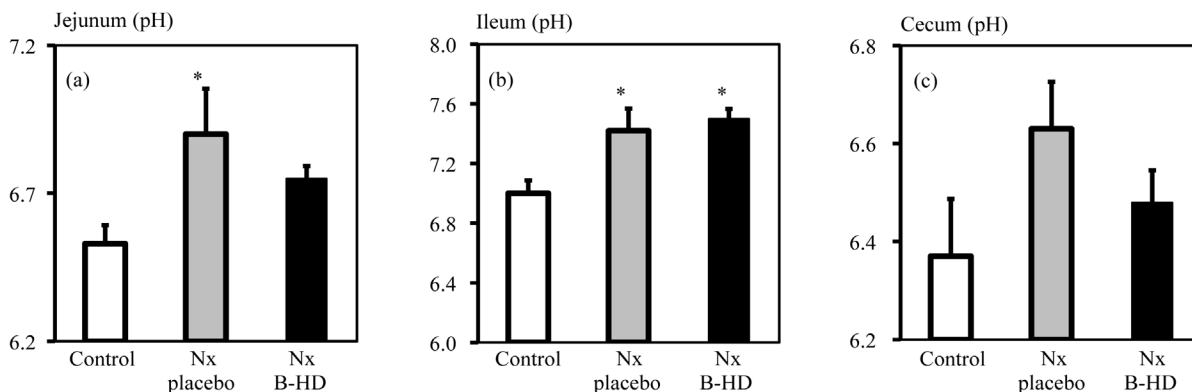 Jejunum (pH)
7.2
6.7
6.2
(a)
*
Control
Nx
placebo
Nx
B-HD
Ileum (pH)
8.0
7.6
7.2
6.8
6.4
6.0
(b)
*
*
Control
Nx
placebo
Nx
B-HD
Cecum (pH)
6.8
6.6
6.4
6.2
(c)
Control
Nx
placebo
Nx
B-HD